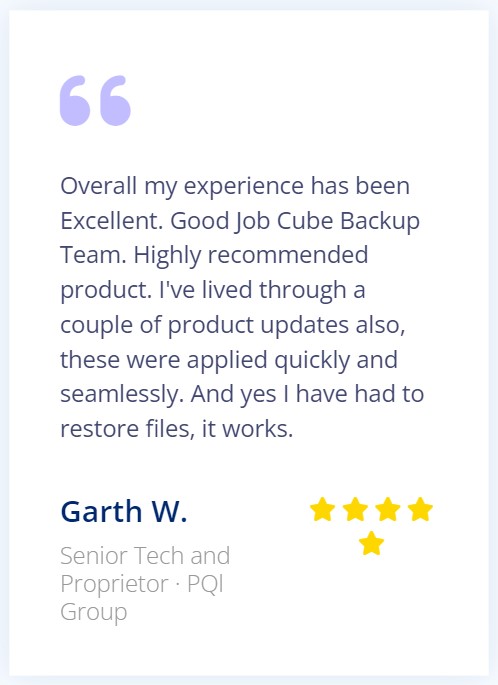 Overall my experience has been
Excellent. Good Job Cube Backup
Team. Highly recommended
product. I've lived through a
couple of product updates also,
these were applied quickly and
seamlessly. And yes I have had to
restore files, it works.
Garth W.
Senior Tech and
Proprietor · PQl
Group